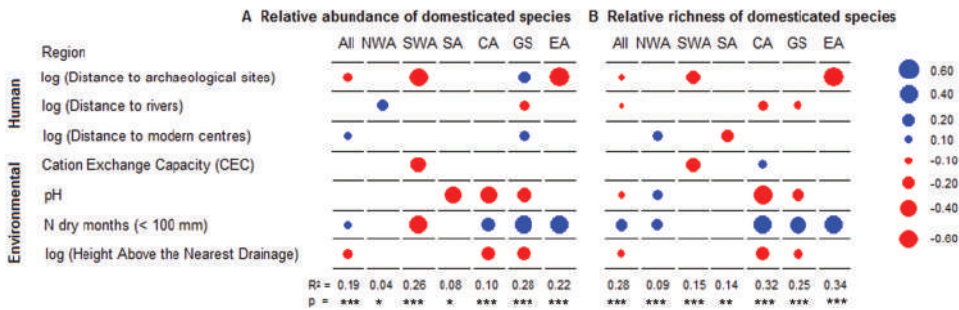 A Relative abundance of domesticated species B Relative richness of domesticated species
Region All NWA SWA SA CA GS EA All NWA SWA SA CA GS EA
Human
log (Distance to archaeological sites)
log (Distance to rivers)
log (Distance to modern centres)
Environmental
Cation Exchange Capacity (CEC)
pH
N dry months (< 100 mm)
log (Height Above the Nearest Drainage)
R² = 0.19 0.04 0.26 0.08 0.10 0.28 0.22 0.28 0.09 0.15 0.14 0.32 0.25 0.34
p = *** * *** * *** *** *** *** *** *** ** *** *** ***
0.60
0.40
0.20
0.10
-0.10
-0.20
-0.40
-0.60